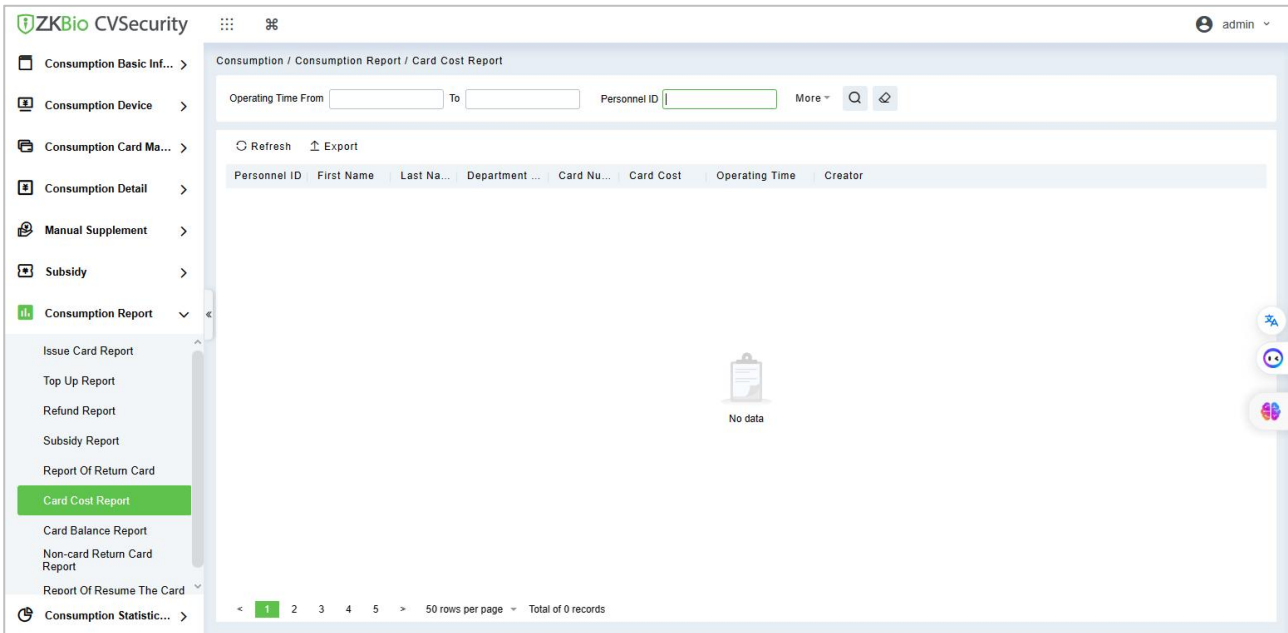 ZKBio CVSecurity
admin
Consumption Basic Inf...
Consumption Device
Consumption Card Ma...
Consumption Detail
Manual Supplement
Subsidy
Consumption Report
Issue Card Report
Top Up Report
Refund Report
Subsidy Report
Report Of Return Card
Card Cost Report
Card Balance Report
Non-card Return Card
Report
Report Of Resume The Card
Consumption Statistic...
Consumption / Consumption Report / Card Cost Report
Operating Time From To Personnel ID More
Refresh Export
Personnel ID First Name Last Na... Department ... Card Nu... Card Cost Operating Time Creator
No data
< 1 2 3 4 5 > 50 rows per page Total of 0 records